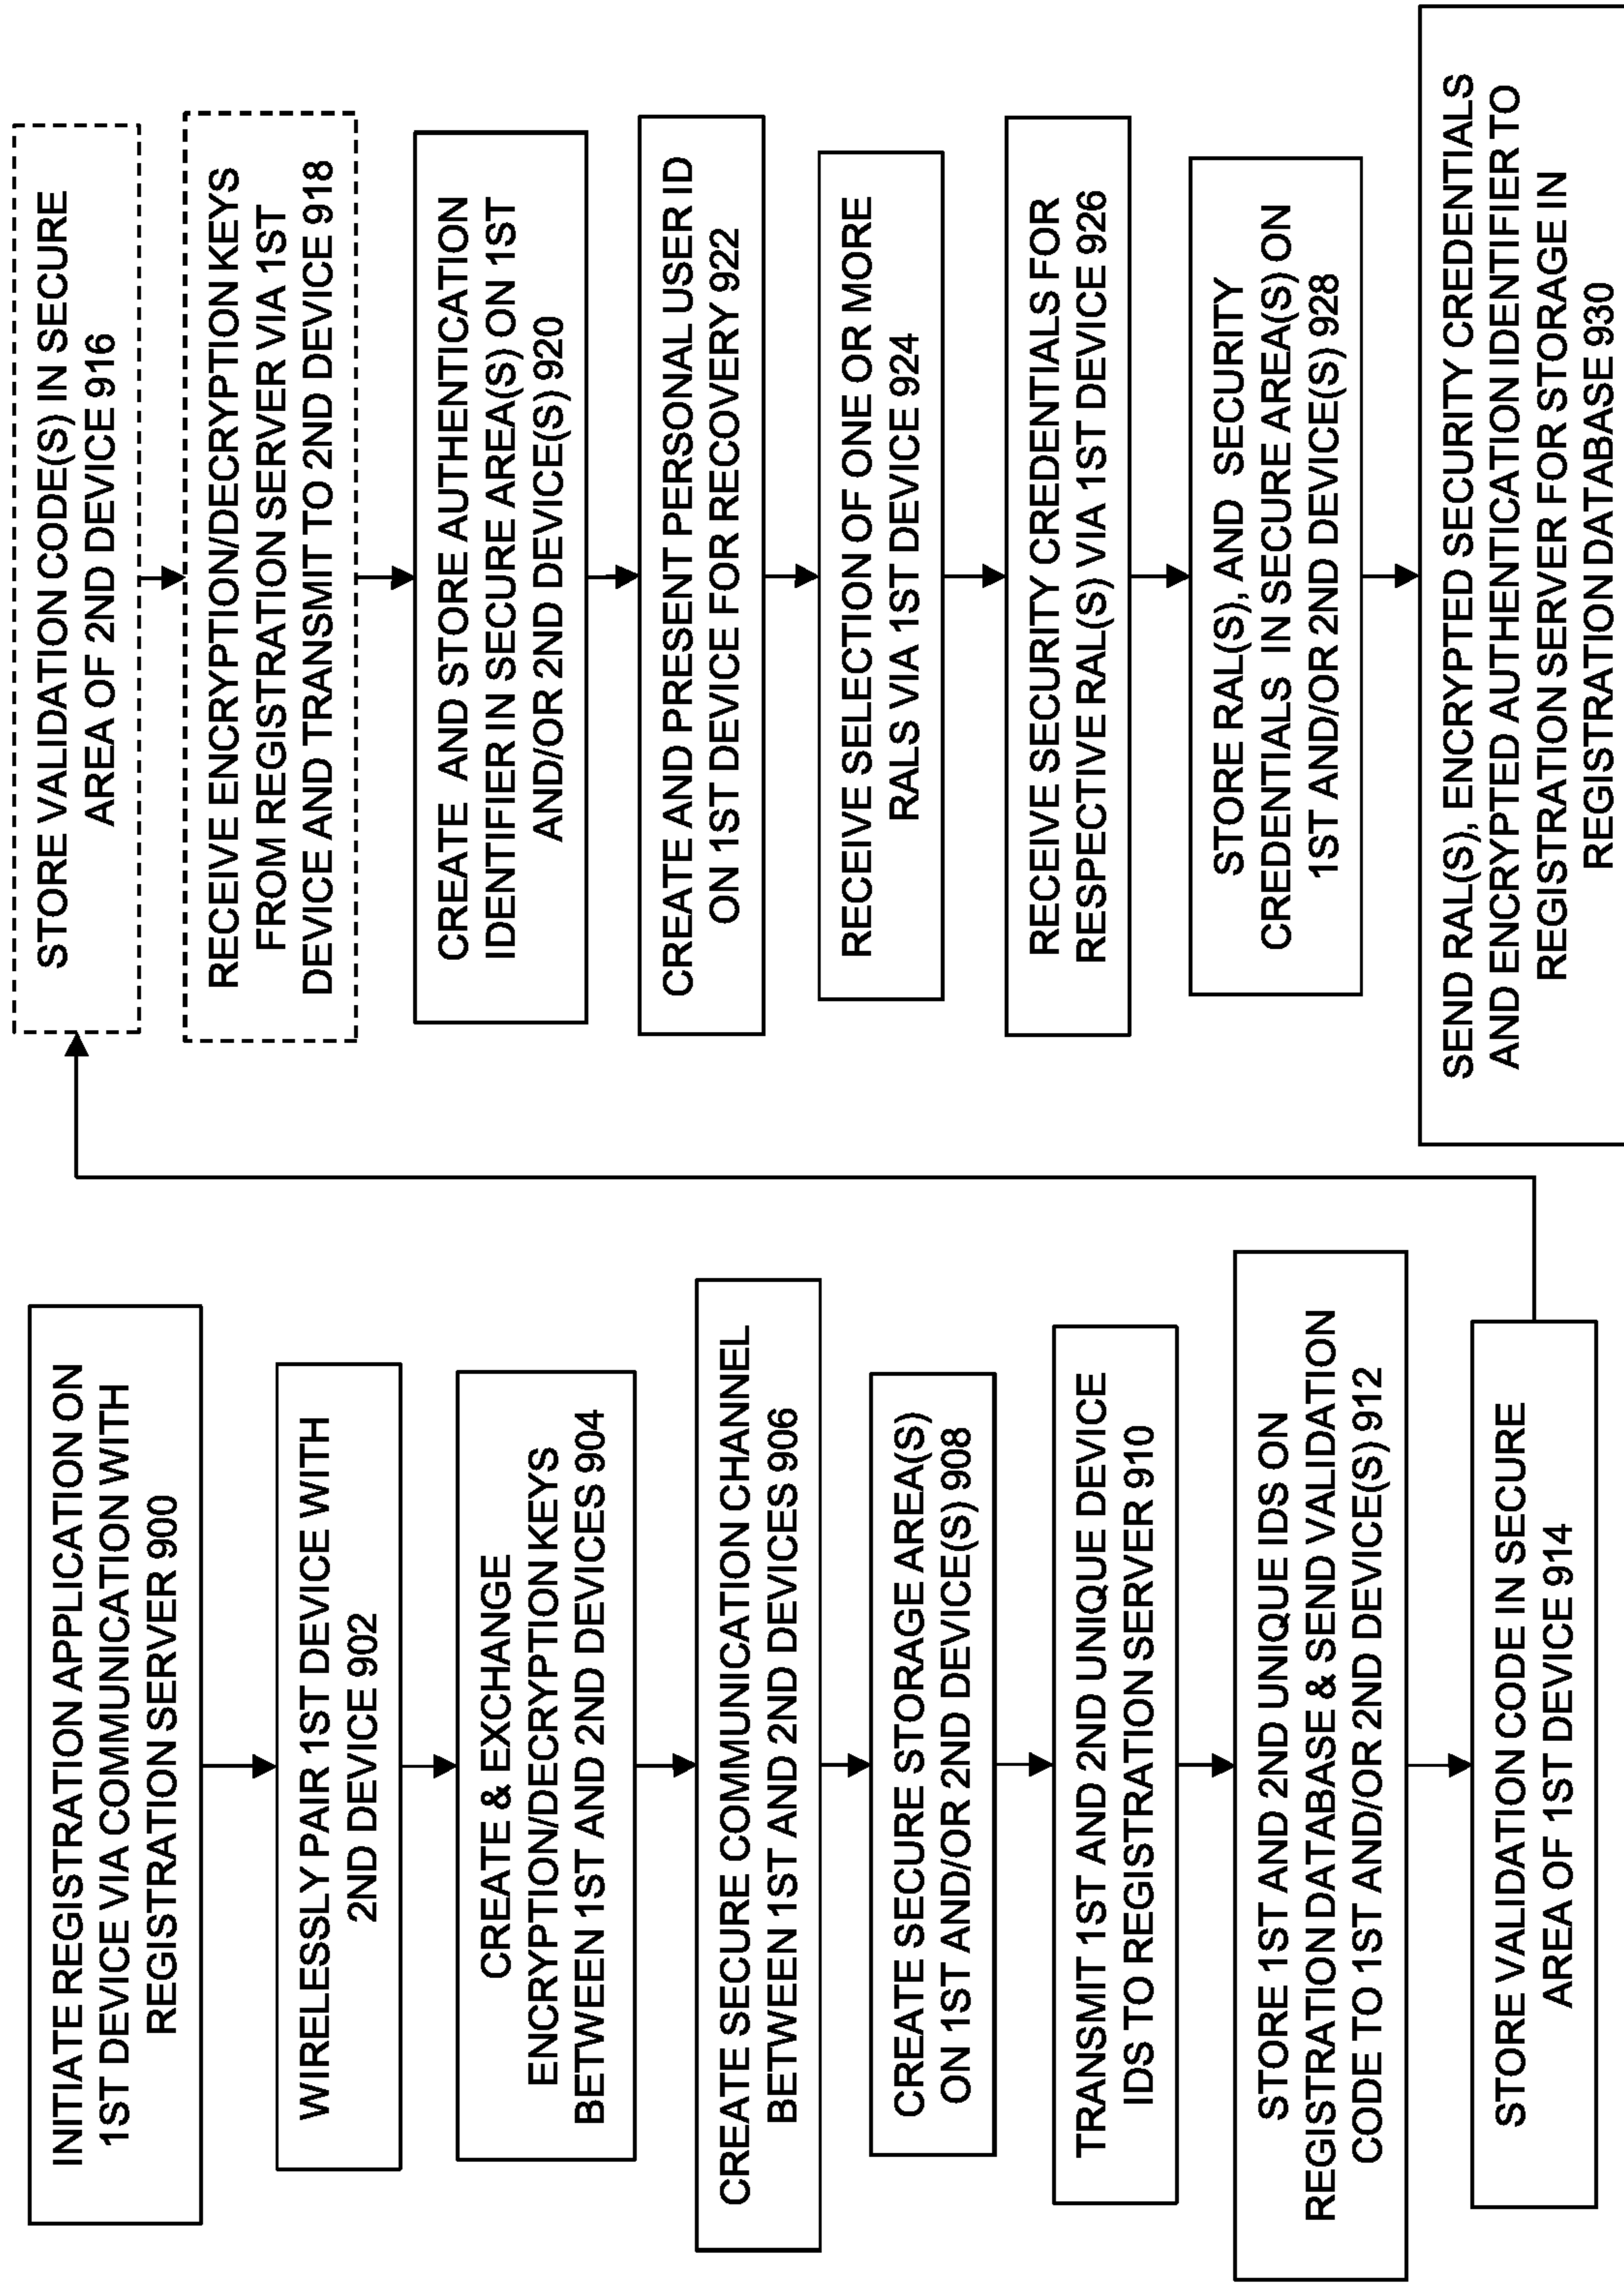 INITIATE REGISTRATION APPLICATION ON
1ST DEVICE VIA COMMUNICATION WITH
REGISTRATION SERVER 900
WIRELESSLY PAIR 1ST DEVICE WITH
2ND DEVICE 902
CREATE & EXCHANGE
ENCRYPTION/DECRYPTION KEYS
BETWEEN 1ST AND 2ND DEVICES 904
CREATE SECURE COMMUNICATION CHANNEL
BETWEEN 1ST AND 2ND DEVICES 906
CREATE SECURE STORAGE AREA(S)
ON 1ST AND/OR 2ND DEVICE(S) 908
TRANSMIT 1ST AND 2ND UNIQUE DEVICE
IDS TO REGISTRATION SERVER 910
STORE 1ST AND 2ND UNIQUE IDS ON
REGISTRATION DATABASE & SEND VALIDATION
CODE TO 1ST AND/OR 2ND DEVICE(S) 912
STORE VALIDATION CODE IN SECURE
AREA OF 1ST DEVICE 914
STORE VALIDATION CODE(S) IN SECURE
AREA OF 2ND DEVICE 916
RECEIVE ENCRYPTION/DECRYPTION KEYS
FROM REGISTRATION SERVER VIA 1ST
DEVICE AND TRANSMIT TO 2ND DEVICE 918
CREATE AND STORE AUTHENTICATION
IDENTIFIER IN SECURE AREA(S) ON 1ST
AND/OR 2ND DEVICE(S) 920
CREATE AND PRESENT PERSONAL USER ID
ON 1ST DEVICE FOR RECOVERY 922
RECEIVE SELECTION OF ONE OR MORE
RALS VIA 1ST DEVICE 924
RECEIVE SECURITY CREDENTIALS FOR
RESPECTIVE RAL(S) VIA 1ST DEVICE 926
STORE RAL(S), AND SECURITY
CREDENTIALS IN SECURE AREA(S) ON
1ST AND/OR 2ND DEVICE(S) 928
SEND RAL(S), ENCRYPTED SECURITY CREDENTIALS
AND ENCRYPTED AUTHENTICATION IDENTIFIER TO
REGISTRATION SERVER FOR STORAGE IN
REGISTRATION DATABASE 930